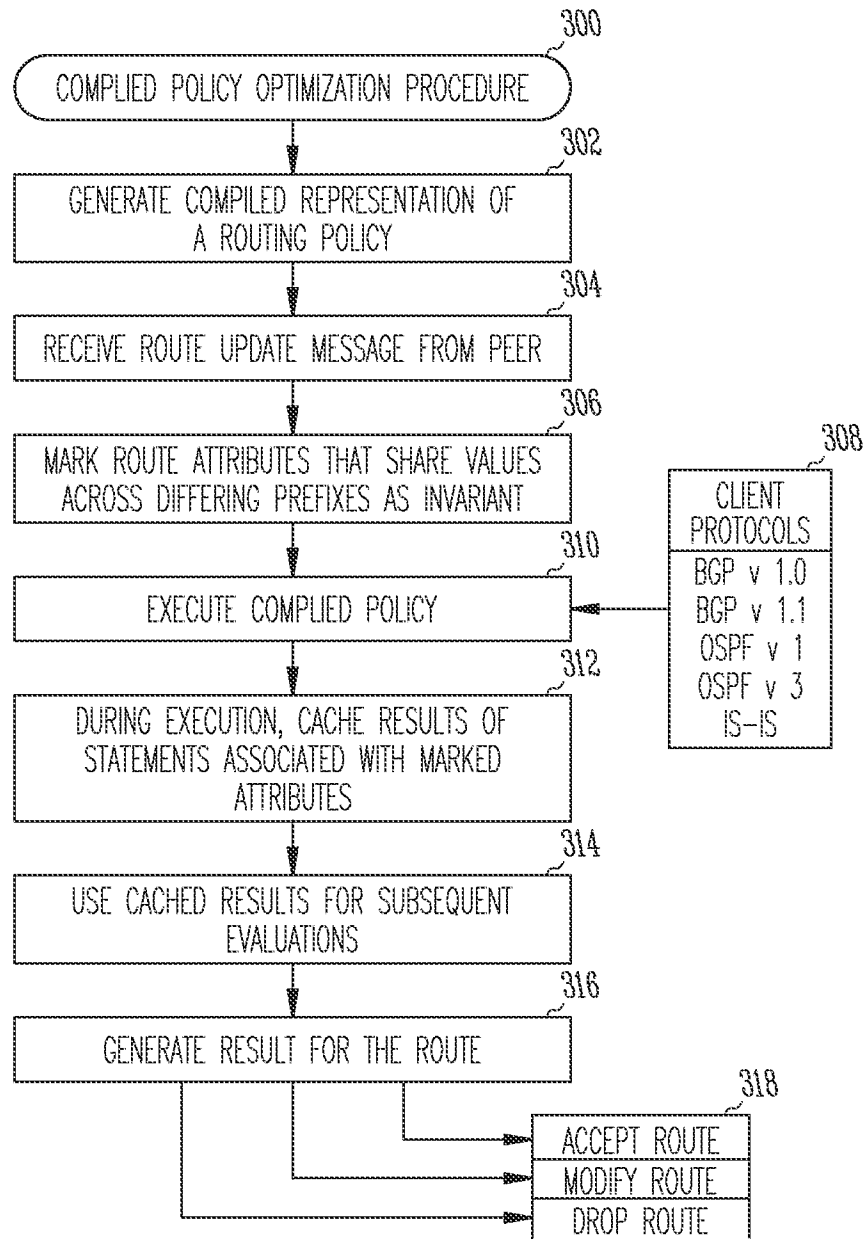 300
COMPLIED POLICY OPTIMIZATION PROCEDURE
302
GENERATE COMPILED REPRESENTATION OF
A ROUTING POLICY
304
RECEIVE ROUTE UPDATE MESSAGE FROM PEER
306
MARK ROUTE ATTRIBUTES THAT SHARE VALUES
ACROSS DIFFERING PREFIXES AS INVARIANT
308
CLIENT
PROTOCOLS
BGP v 1.0
BGP v 1.1
OSPF v 1
OSPF v 3
IS-IS
310
EXECUTE COMPLIED POLICY
312
DURING EXECUTION, CACHE RESULTS OF
STATEMENTS ASSOCIATED WITH MARKED
ATTRIBUTES
314
USE CACHED RESULTS FOR SUBSEQUENT
EVALUATIONS
316
GENERATE RESULT FOR THE ROUTE
318
ACCEPT ROUTE
MODIFY ROUTE
DROP ROUTE